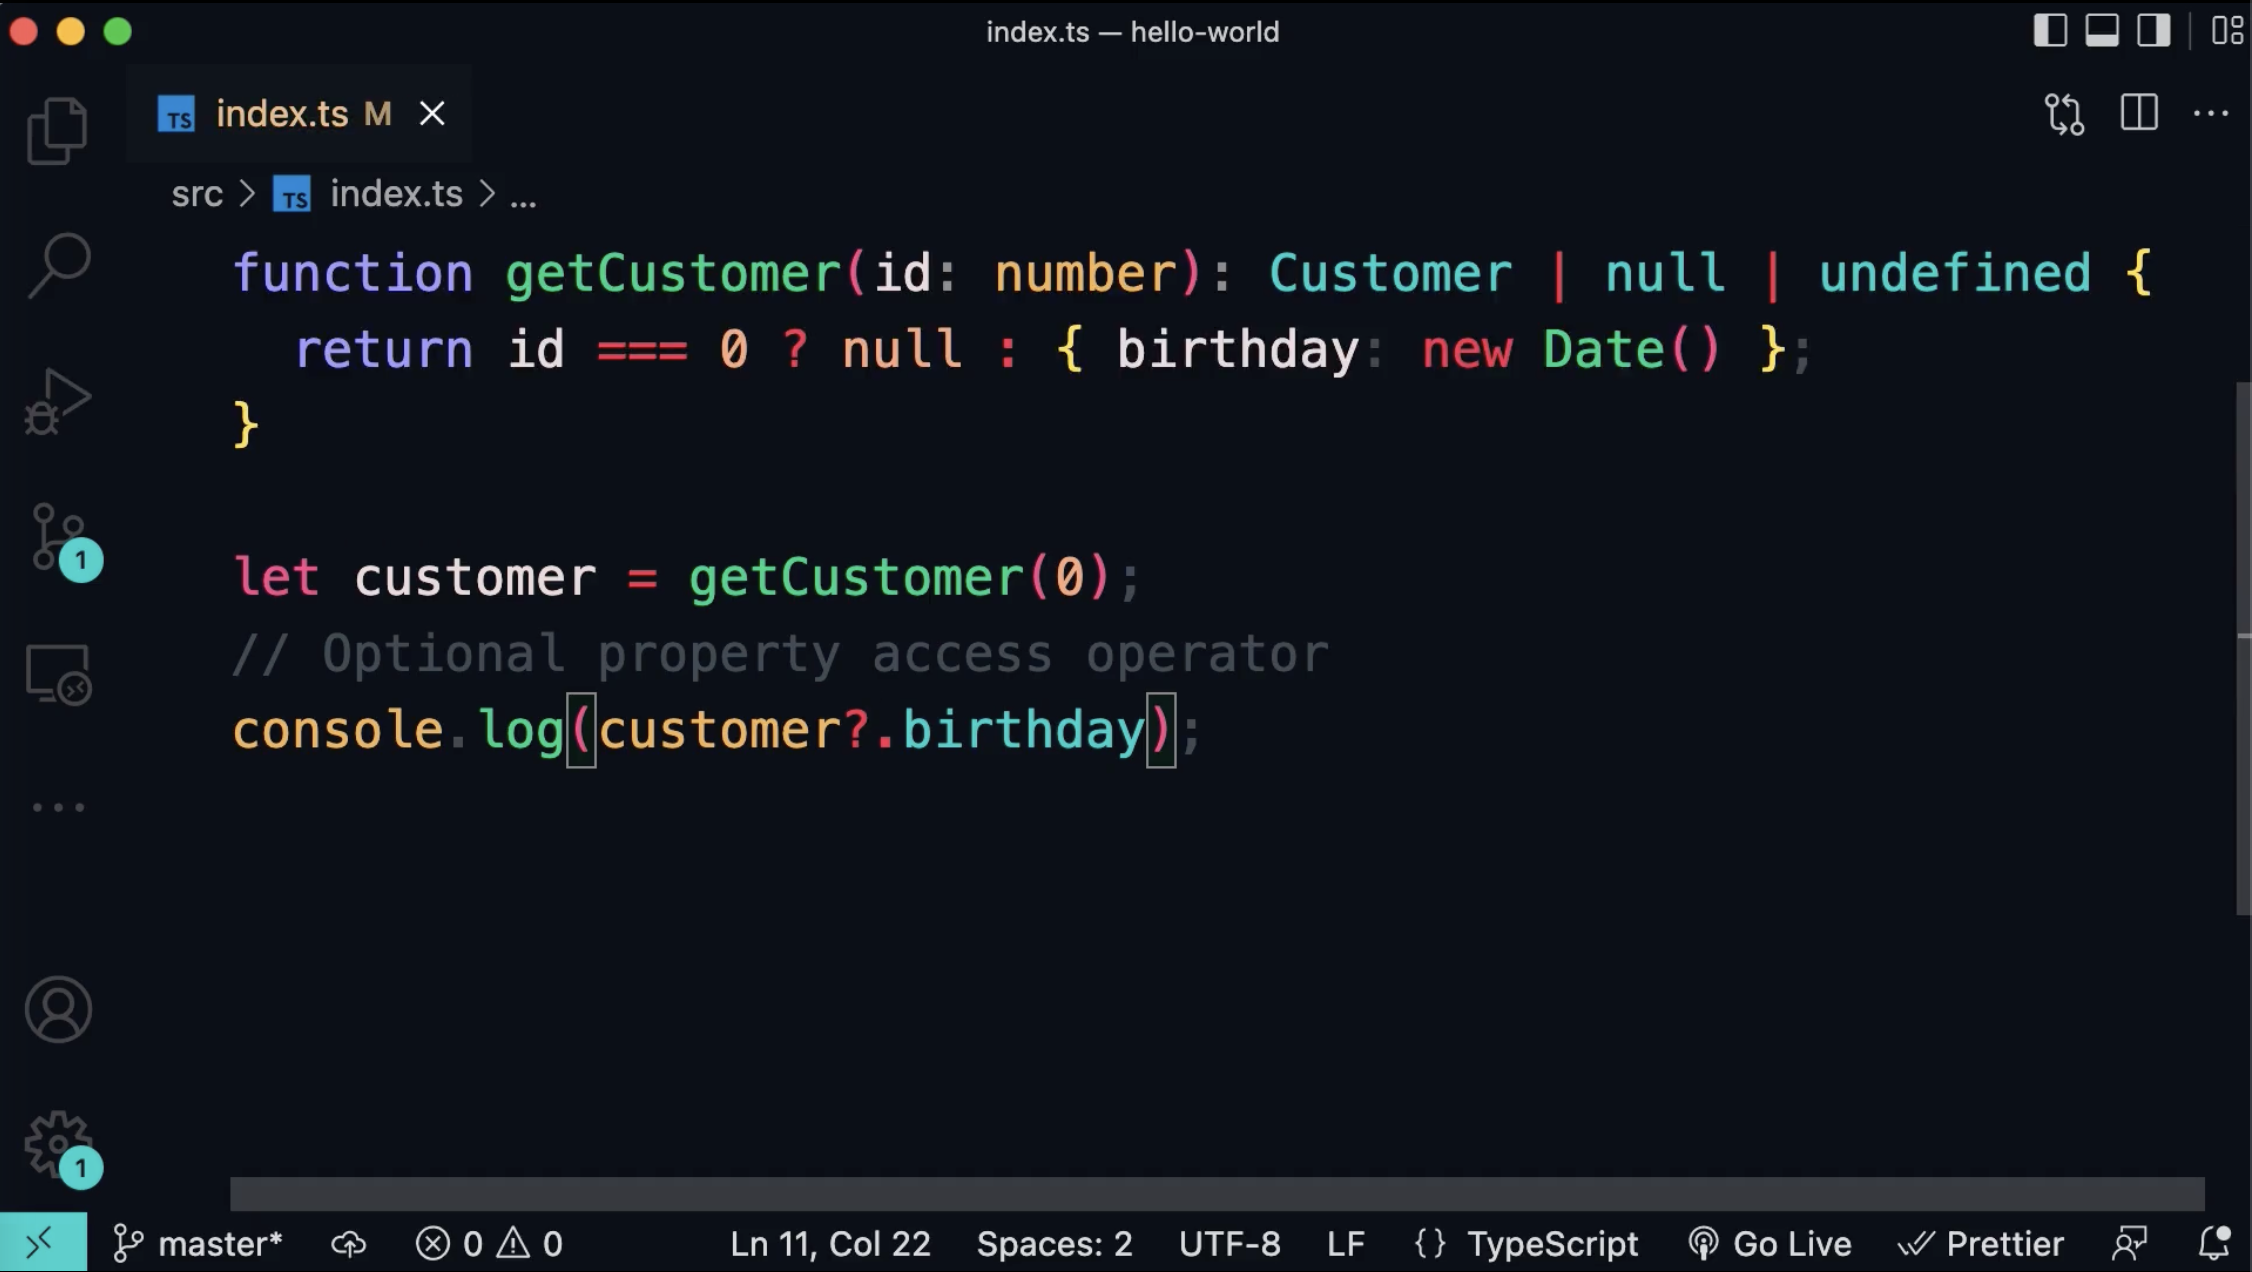 index.ts — hello-world
TS index.ts M
src > TS index.ts > ...
function getCustomer(id: number): Customer | null | undefined {
  return id === 0 ? null : { birthday: new Date() };
}
let customer = getCustomer(0);
// Optional property access operator
console.log(customer?.birthday);
1
1
master* 0 0 Ln 11, Col 22 Spaces: 2 UTF-8 LF {} TypeScript Go Live Prettier